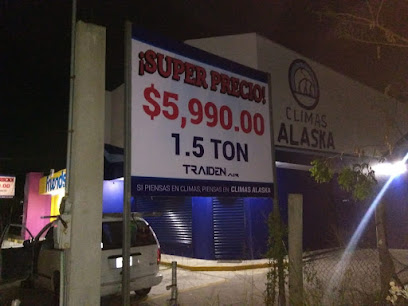 ¡SUPER PRECIO!
$5,990.00
1.5 TON
TRAIDEN AIR
SI PIENSAS EN CLIMAS, PIENSAS EN CLIMAS ALASKA
CLIMAS
ALASKA